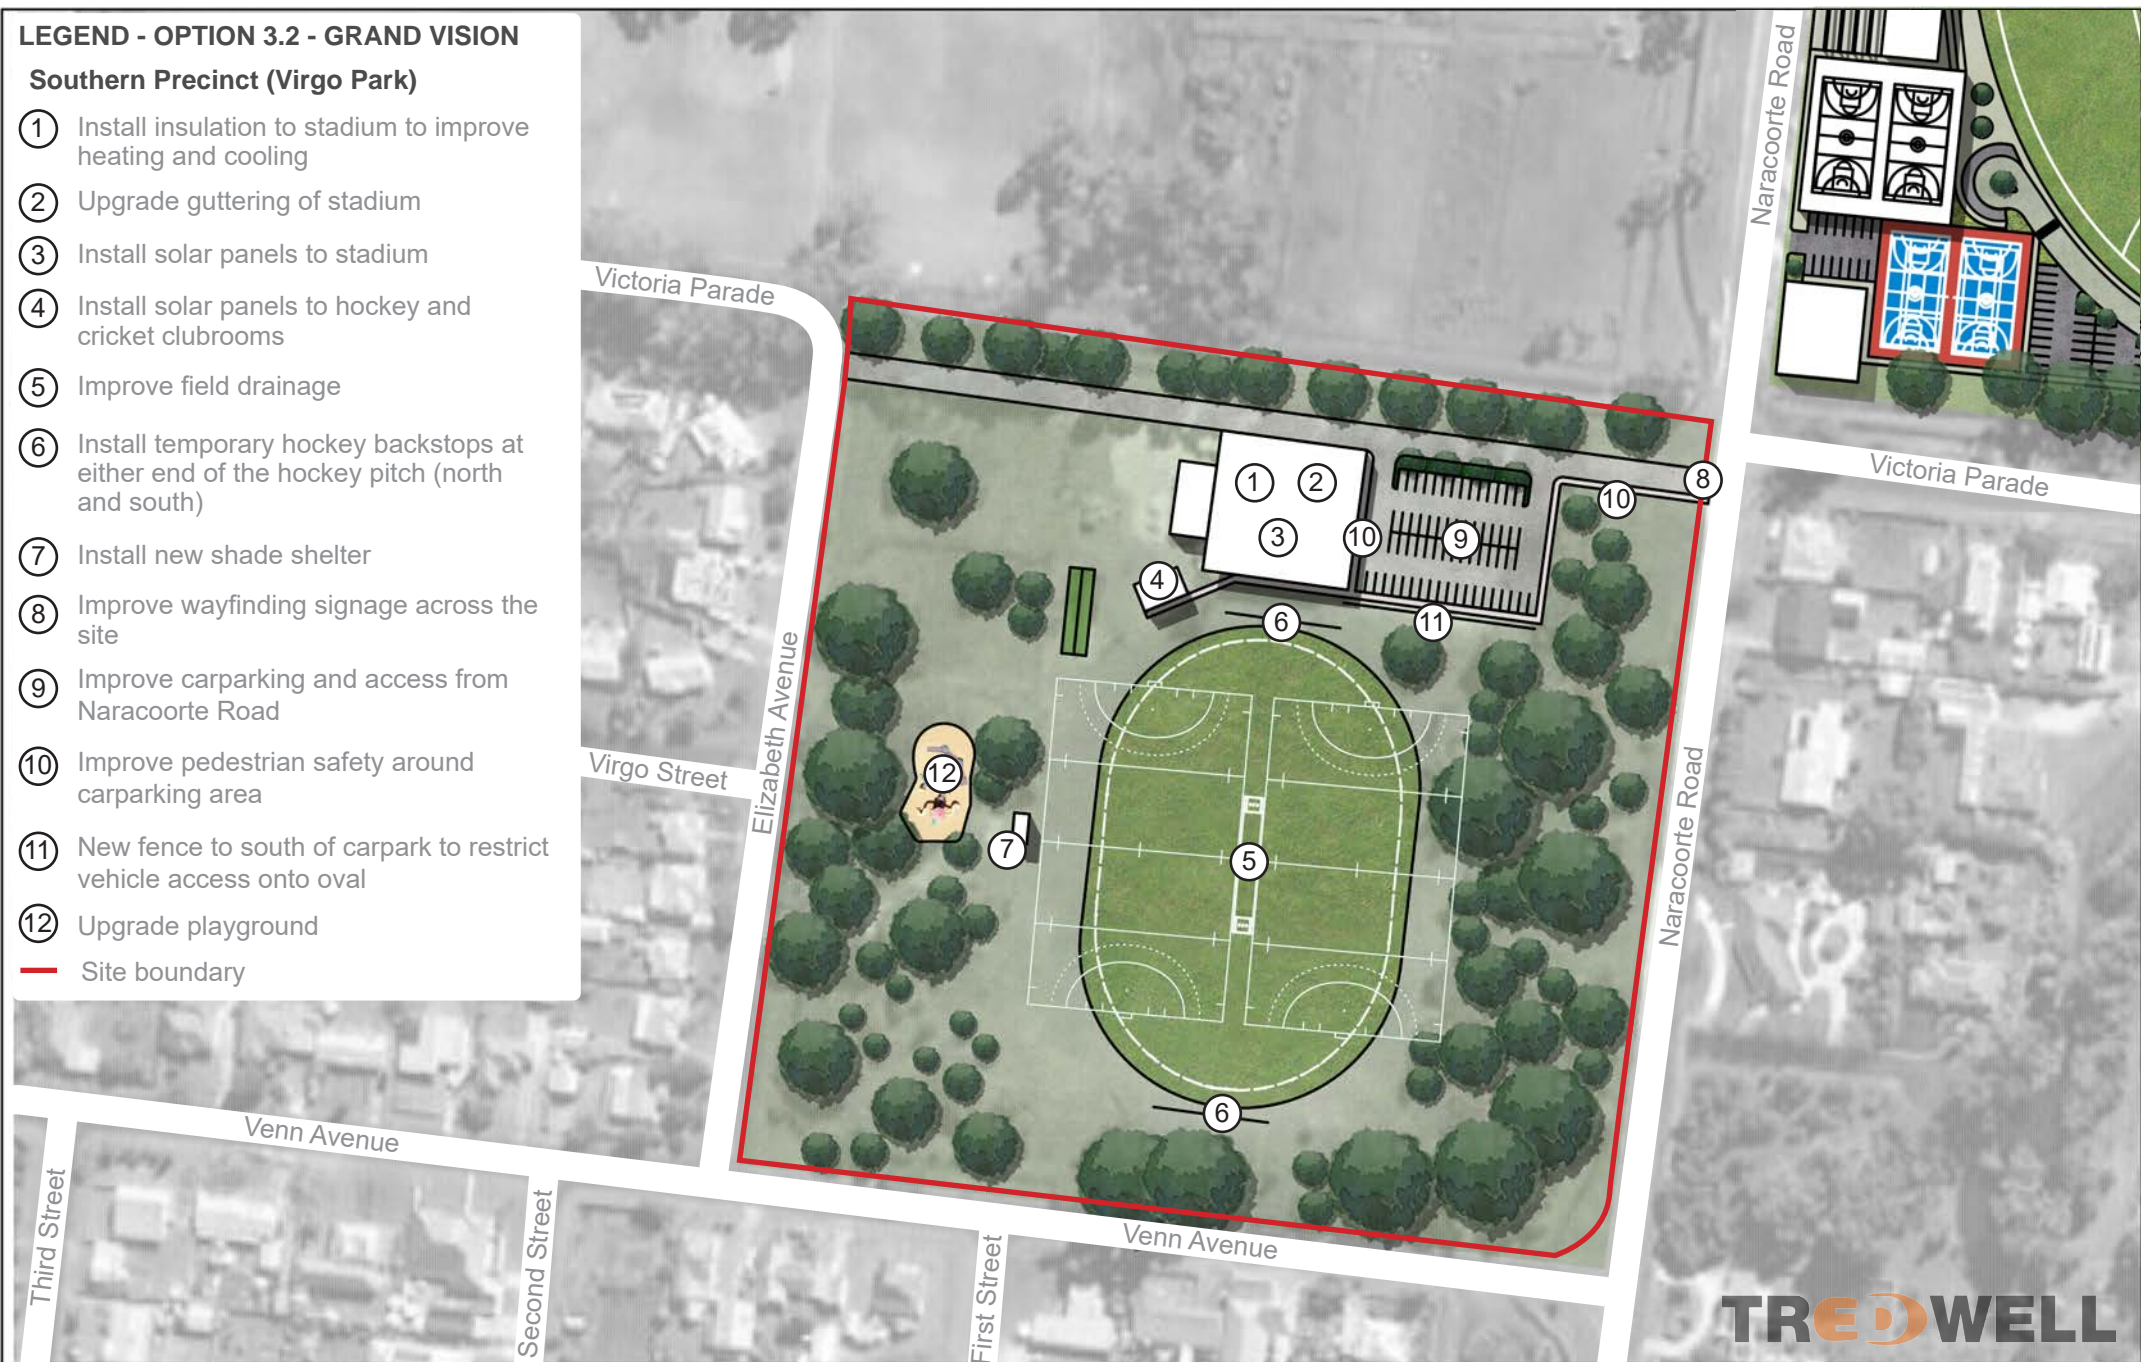 LEGEND - OPTION 3.2 - GRAND VISION
Southern Precinct (Virgo Park)
1 Install insulation to stadium to improve
heating and cooling
2 Upgrade guttering of stadium
3 Install solar panels to stadium
4 Install solar panels to hockey and
cricket clubrooms
5 Improve field drainage
6 Install temporary hockey backstops at
either end of the hockey pitch (north
and south)
7 Install new shade shelter
8 Improve wayfinding signage across the
site
9 Improve carparking and access from
Naracoorte Road
10 Improve pedestrian safety around
carparking area
11 New fence to south of carpark to restrict
vehicle access onto oval
12 Upgrade playground
Site boundary
Naracoorte Road
Victoria Parade
Victoria Parade
1
2
3
10
9
10
8
4
6
11
Elizabeth Avenue
Virgo Street
12
7
5
Naracoorte Road
6
Venn Avenue
Venn Avenue
Third Street
Second Street
First Street
TREDWELL